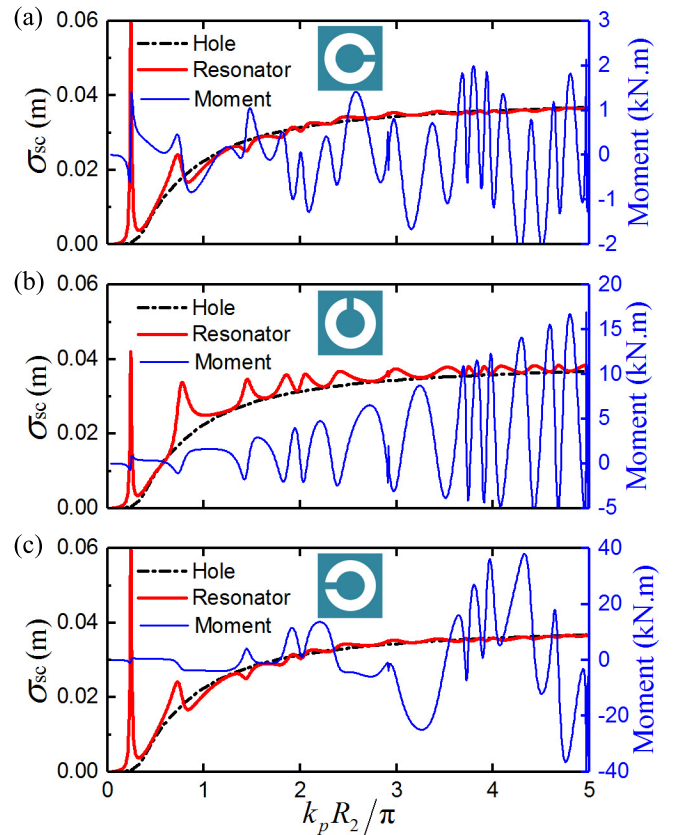 (a)
0.06
0.04
0.02
0.00
σsc (m)
Hole
Resonator
Moment
3
2
1
0
-1
-2
Moment (kN.m)
(b)
0.06
0.04
0.02
0.00
σsc (m)
Hole
Resonator
Moment
20
15
10
5
0
-5
Moment (kN.m)
(c)
0.06
0.04
0.02
0.00
σsc (m)
Hole
Resonator
Moment
40
20
0
-20
-40
Moment (kN.m)
0 1 2 3 4 5
kpR2/π